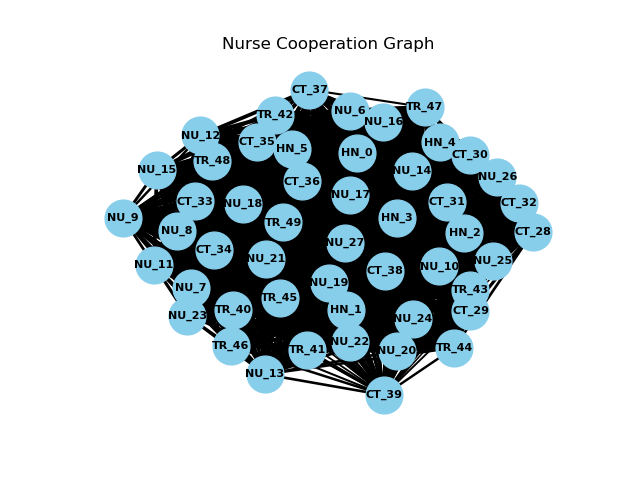 Nurse Cooperation Graph
CT_37
TR_47
NU_6
TR_42
NU_16
NU_12
CT_35
HN_4
HN_5
HN_0
CT_30
TR_48
NU_15
NU_14
NU_26
CT_36
NU_17
CT_33
NU_18
CT_31
CT_32
NU_9
HN_3
TR_49
NU_8
HN_2
CT_28
NU_27
CT_34
NU_21
NU_25
NU_11
NU_10
CT_38
NU_19
NU_7
TR_43
TR_45
TR_40
HN_1
CT_29
NU_23
NU_24
NU_22
TR_46
TR_44
TR_41
NU_20
NU_13
CT_39